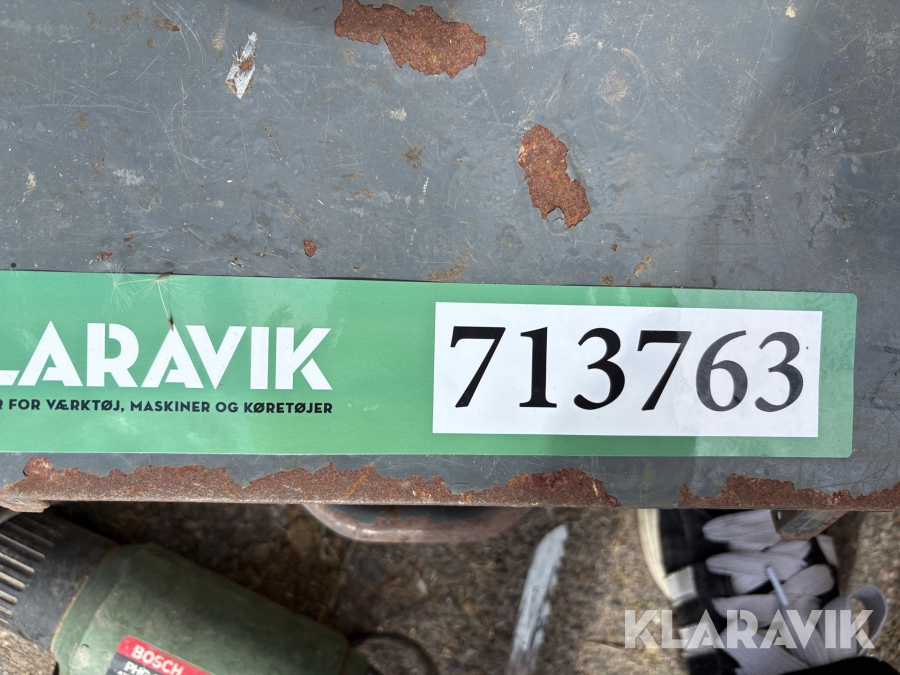 LARAVIK
713763
R FOR VÆRKTØJ, MASKINER OG KØRETØJER
BOSCH
KLARAVIK